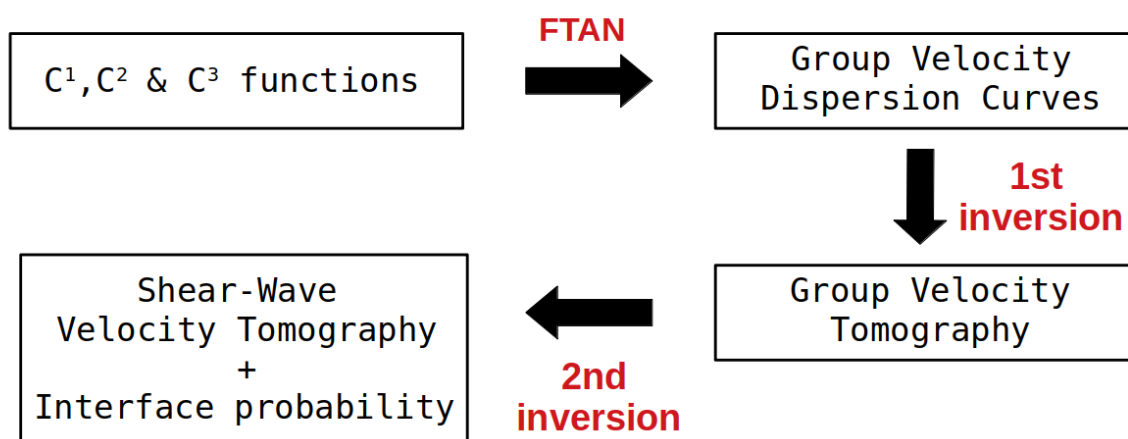 C¹,C² & C³ functions
FTAN
Group Velocity
Dispersion Curves
1st
inversion
Group Velocity
Tomography
2nd
inversion
Shear-Wave
Velocity Tomography
+
Interface probability